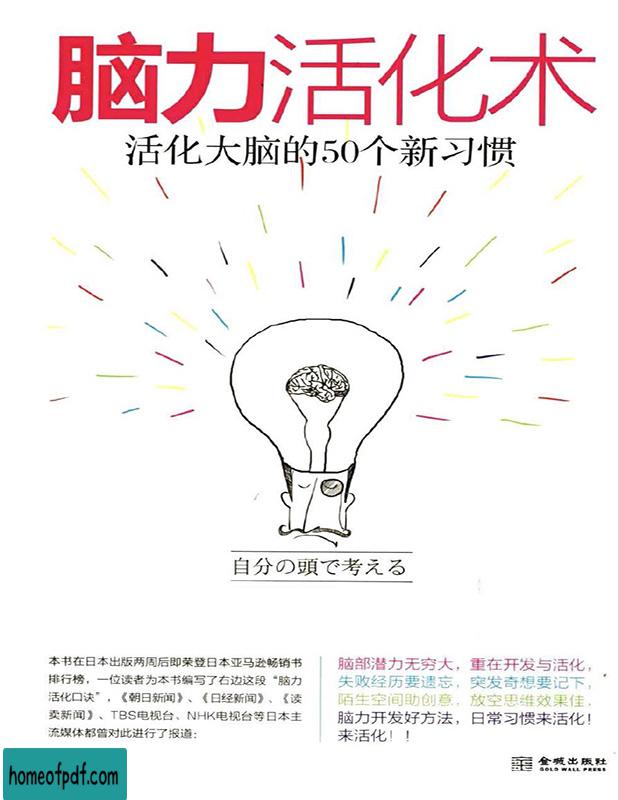 脑力活化术
活化大脑的50个新习惯
自分の頭で考える
本书在日本出版两周后即荣登日本亚马逊畅销书
排行榜，一位读者为本书编写了右边这段“脑力
活化口诀”，《朝日新闻》、《日经新闻》、《读
卖新闻》、TBS电视台、NHK电视台等日本主
流媒体都曾对此进行了报道：
脑部潜力无穷大，重在开发与活化，
失败经历要遗忘，突发奇想要记下，
陌生空间助创意，放空思维效果佳，
脑力开发好方法，日常习惯来活化！
来活化！！
金城出版社
GOLD WALL PRESS
homeofpdf.com